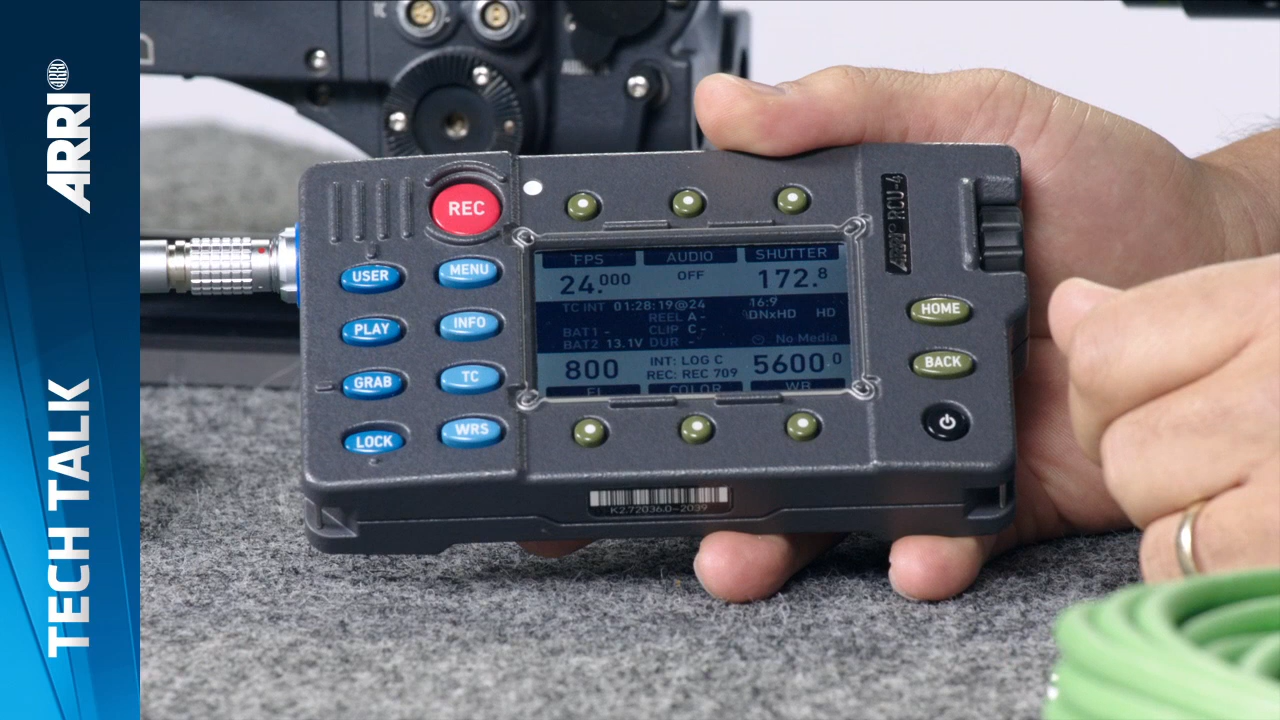 ARRI
TECH TALK
REC
USER
MENU
PLAY
INFO
GRAB
TC
LOCK
WRS
FPS AUDIO SHUTTER
24.000 OFF 172.8
TC INT 01:28:19@24 16:9
REEL A - DNxHD HD
BAT1 - CLIP C -
BAT2 13.1V DUR - No Media
800 INT: LOG C 5600 0
REC: REC 709
EI COLOR WB
ARRI RCU-4
HOME
BACK
K2.72036.0-2039